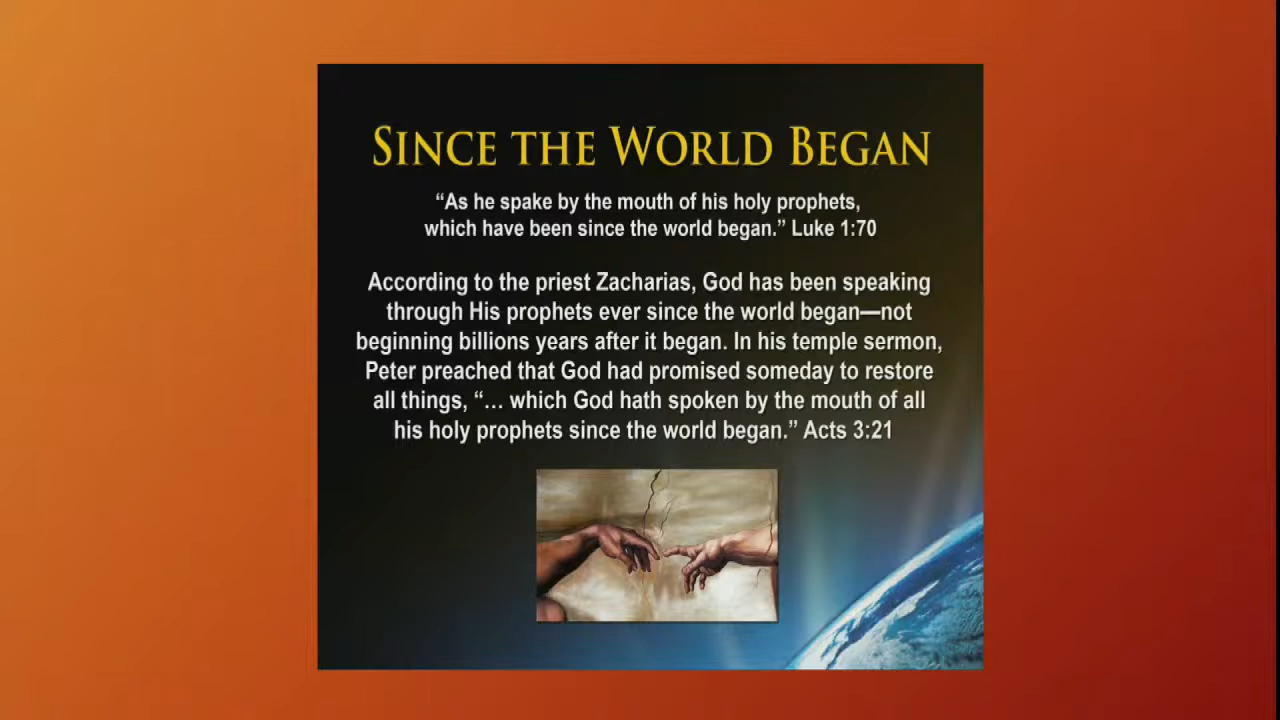 SINCE THE WORLD BEGAN
“As he spake by the mouth of his holy prophets,
which have been since the world began.” Luke 1:70
According to the priest Zacharias, God has been speaking
through His prophets ever since the world began—not
beginning billions years after it began. In his temple sermon,
Peter preached that God had promised someday to restore
all things, “… which God hath spoken by the mouth of all
his holy prophets since the world began.” Acts 3:21